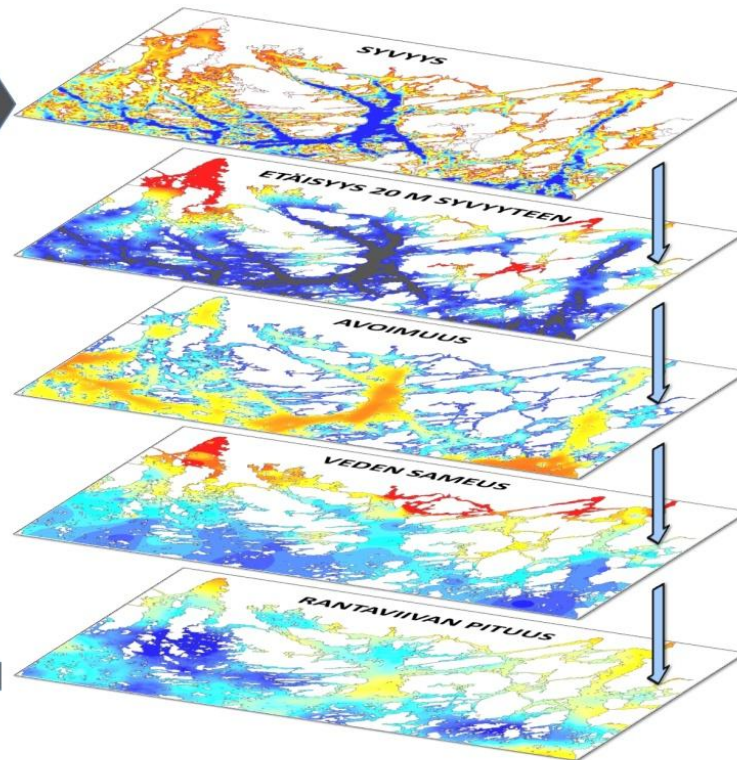 SYVYYS
ETÄISYYS 20 M SYVYYTEEN
AVOIMUUS
VEDEN SAMEUS
RANTAVIIVAN PITUUS